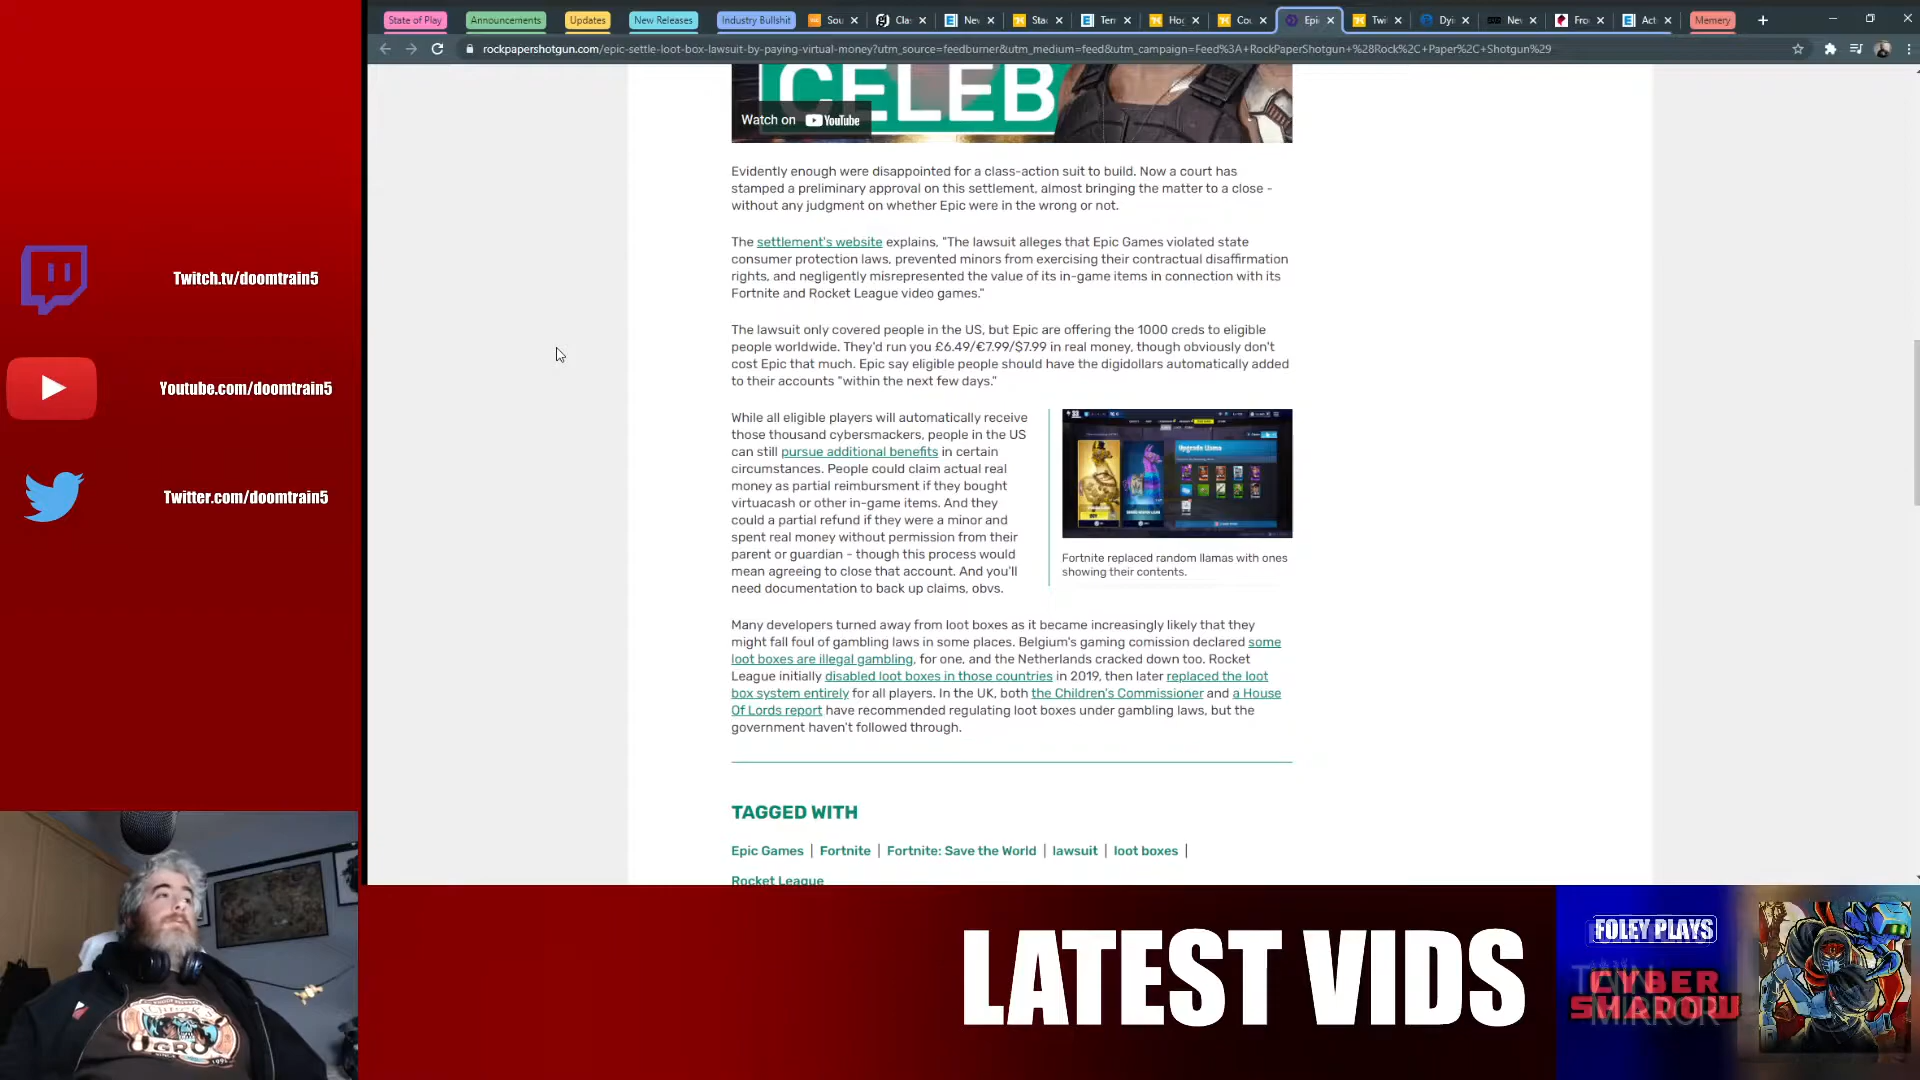 State of Play
Announcements
Updates
New Releases
Industry Bullshit
Sou
Cla
Nev
Sta
Ter
Hog
Cou
Epi
Twi
Dyi
Nev
Fro
Act
Memery
rockpapershotgun.com/epic-settle-loot-box-lawsuit-by-paying-virtual-money?utm_source=feedburner&utm_medium=feed&utm_campaign=Feed%3A+RockPaperShotgun+%28Rock%2C+Paper%2C+Shotgun%29
CELEB
Watch on YouTube
Evidently enough were disappointed for a class-action suit to build. Now a court has
stamped a preliminary approval on this settlement, almost bringing the matter to a close -
without any judgment on whether Epic were in the wrong or not.
The settlement's website explains, "The lawsuit alleges that Epic Games violated state
consumer protection laws, prevented minors from exercising their contractual disaffirmation
rights, and negligently misrepresented the value of its in-game items in connection with its
Fortnite and Rocket League video games."
The lawsuit only covered people in the US, but Epic are offering the 1000 creds to eligible
people worldwide. They'd run you £6.49/€7.99/$7.99 in real money, though obviously don't
cost Epic that much. Epic say eligible people should have the digidollars automatically added
to their accounts "within the next few days."
While all eligible players will automatically receive
those thousand cybersmackers, people in the US
can still pursue additional benefits in certain
circumstances. People could claim actual real
money as partial reimbursment if they bought
virtuacash or other in-game items. And they
could a partial refund if they were a minor and
spent real money without permission from their
parent or guardian - though this process would
mean agreeing to close that account. And you'll
need documentation to back up claims, obvs.
Upgrade Llama
Fortnite replaced random llamas with ones
showing their contents.
Many developers turned away from loot boxes as it became increasingly likely that they
might fall foul of gambling laws in some places. Belgium's gaming comission declared some
loot boxes are illegal gambling, for one, and the Netherlands cracked down too. Rocket
League initially disabled loot boxes in those countries in 2019, then later replaced the loot
box system entirely for all players. In the UK, both the Children's Commissioner and a House
Of Lords report have recommended regulating loot boxes under gambling laws, but the
government haven't followed through.
TAGGED WITH
Epic Games | Fortnite | Fortnite: Save the World | lawsuit | loot boxes |
Rocket League
Twitch.tv/doomtrain5
Youtube.com/doomtrain5
Twitter.com/doomtrain5
LATEST VIDS
FOLEY PLAYS
CYBER
SHADOW
MIRROR